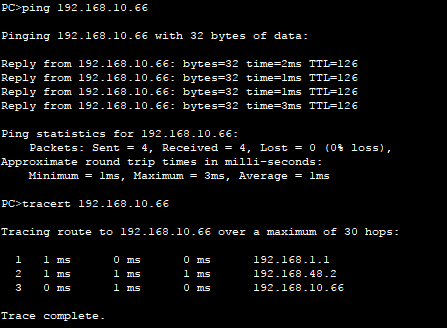 PC>ping 192.168.10.66
Pinging 192.168.10.66 with 32 bytes of data:
Reply from 192.168.10.66: bytes=32 time=2ms TTL=126
Reply from 192.168.10.66: bytes=32 time=1ms TTL=126
Reply from 192.168.10.66: bytes=32 time=1ms TTL=126
Reply from 192.168.10.66: bytes=32 time=3ms TTL=126
Ping statistics for 192.168.10.66:
Packets: Sent = 4, Received = 4, Lost = 0 (0% loss),
Approximate round trip times in milli-seconds:
Minimum = 1ms, Maximum = 3ms, Average = 1ms
PC>tracert 192.168.10.66
Tracing route to 192.168.10.66 over a maximum of 30 hops:
1 1 ms 0 ms 0 ms 192.168.1.1
2 1 ms 1 ms 1 ms 192.168.48.2
3 0 ms 1 ms 0 ms 192.168.10.66
Trace complete.